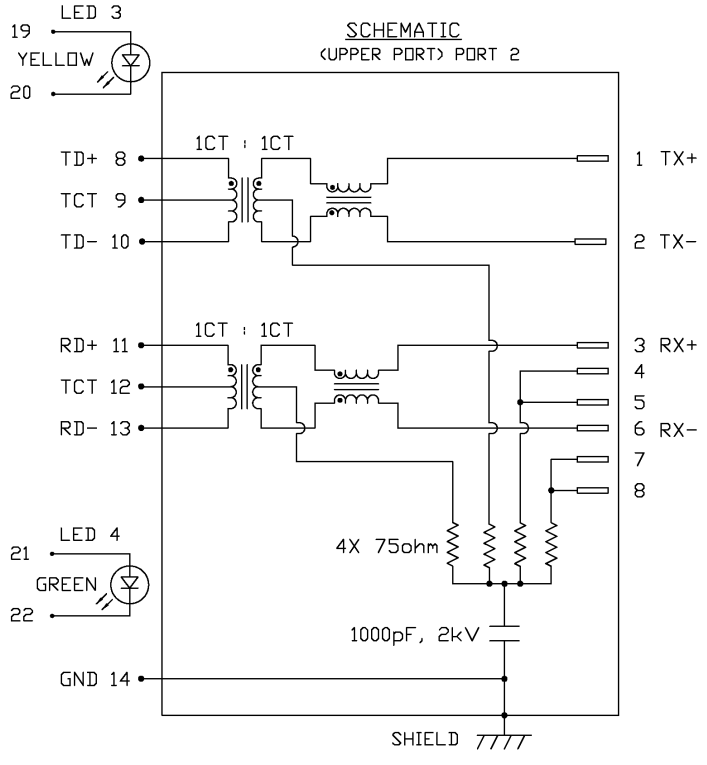 LED 3
19
YELLOW
20
SCHEMATIC
(UPPER PORT) PORT 2
1CT : 1CT
TD+ 8
1 TX+
TCT 9
TD- 10
2 TX-
1CT : 1CT
RD+ 11
3 RX+
4
TCT 12
5
RD- 13
6 RX-
7
8
LED 4
21
4X 75ohm
GREEN
22
1000pF, 2kV
GND 14
SHIELD